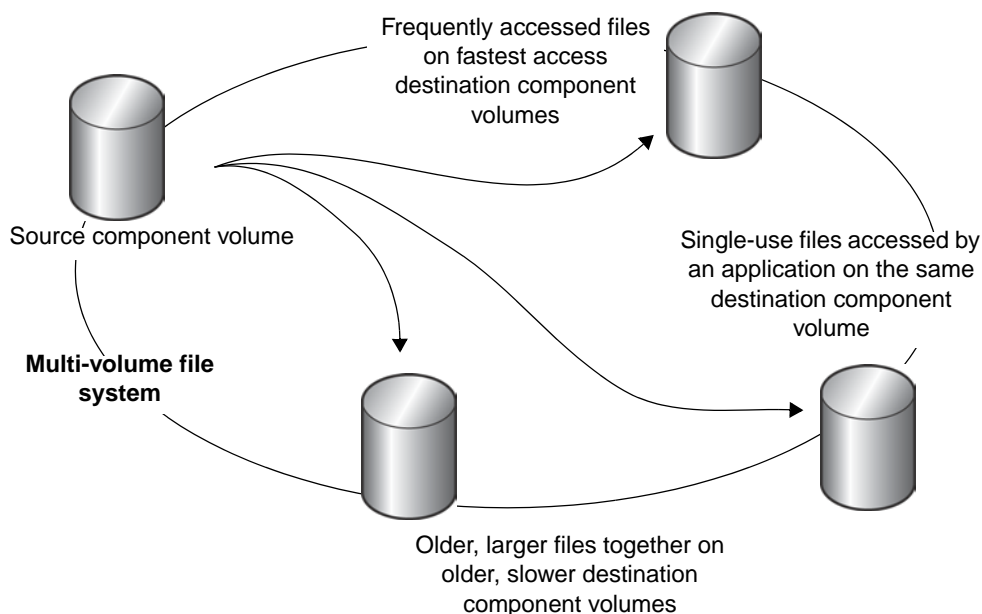 Frequently accessed files
on fastest access
destination component
volumes
Source component volume
Single-use files accessed by
an application on the same
destination component
volume
Multi-volume file
system
Older, larger files together on
older, slower destination
component volumes